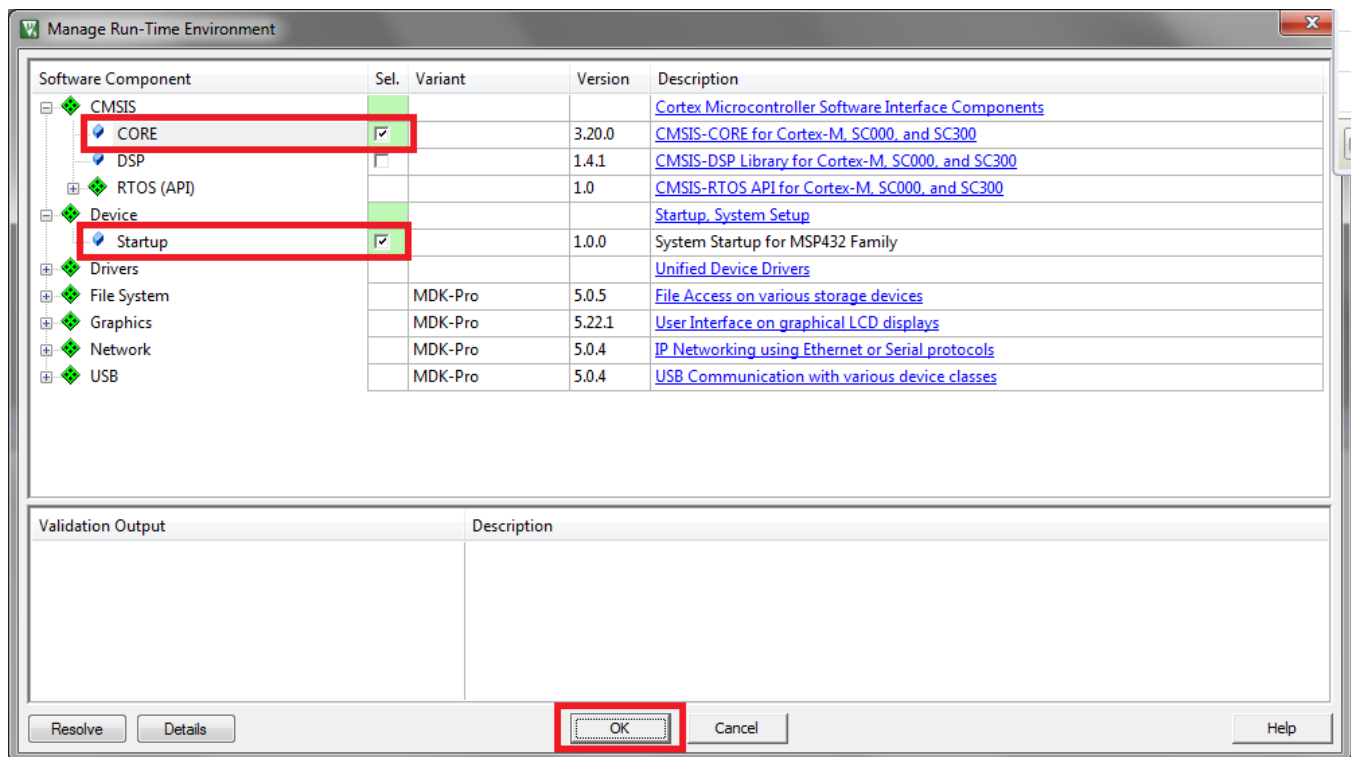 Manage Run-Time Environment
Software Component Sel. Variant Version Description
CMSIS Cortex Microcontroller Software Interface Components
CORE 3.20.0 CMSIS-CORE for Cortex-M, SC000, and SC300
DSP 1.4.1 CMSIS-DSP Library for Cortex-M, SC000, and SC300
RTOS (API) 1.0 CMSIS-RTOS API for Cortex-M, SC000, and SC300
Device Startup, System Setup
Startup 1.0.0 System Startup for MSP432 Family
Drivers Unified Device Drivers
File System MDK-Pro 5.0.5 File Access on various storage devices
Graphics MDK-Pro 5.22.1 User Interface on graphical LCD displays
Network MDK-Pro 5.0.4 IP Networking using Ethernet or Serial protocols
USB MDK-Pro 5.0.4 USB Communication with various device classes
Validation Output Description
Resolve Details OK Cancel Help